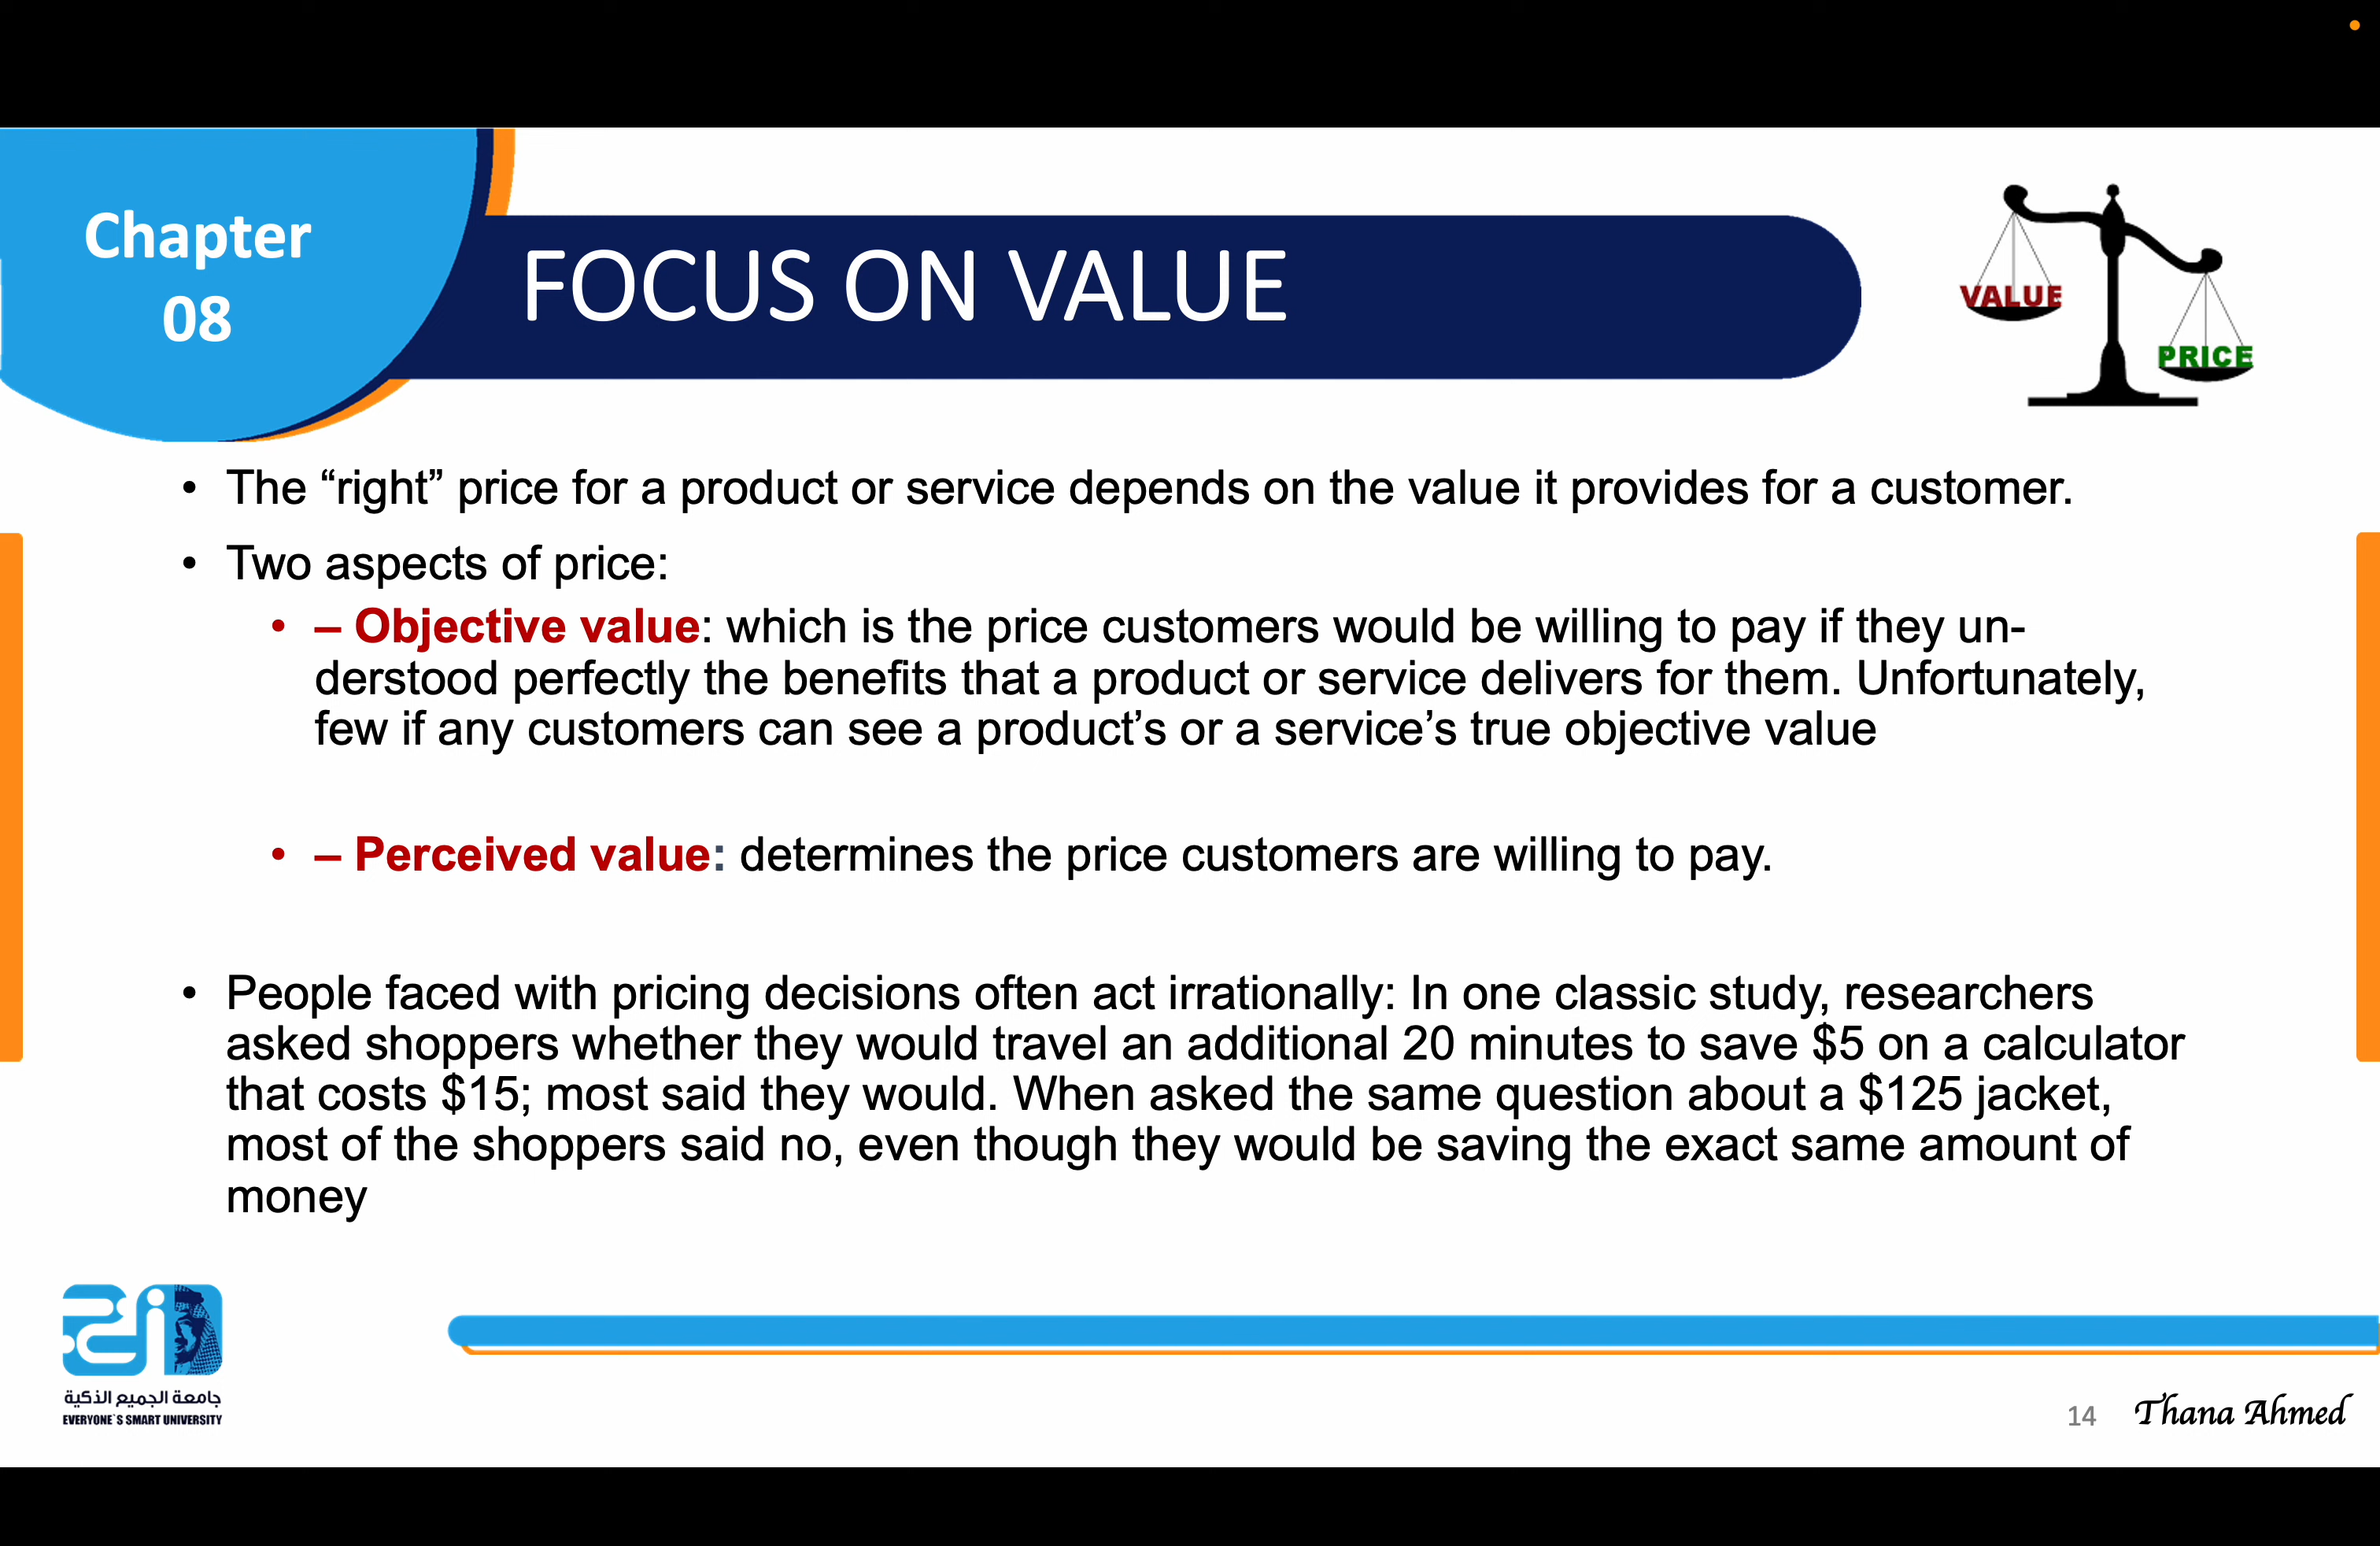 Chapter
08
FOCUS ON VALUE
VALUE
PRICE
• The “right” price for a product or service depends on the value it provides for a customer.
• Two aspects of price:
• – Objective value: which is the price customers would be willing to pay if they un-
derstood perfectly the benefits that a product or service delivers for them. Unfortunately,
few if any customers can see a product’s or a service’s true objective value
• – Perceived value: determines the price customers are willing to pay.
• People faced with pricing decisions often act irrationally: In one classic study, researchers
asked shoppers whether they would travel an additional 20 minutes to save $5 on a calculator
that costs $15; most said they would. When asked the same question about a $125 jacket,
most of the shoppers said no, even though they would be saving the exact same amount of
money
جامعة الجميع الذكية
EVERYONE`S SMART UNIVERSITY
14
Thana Ahmed